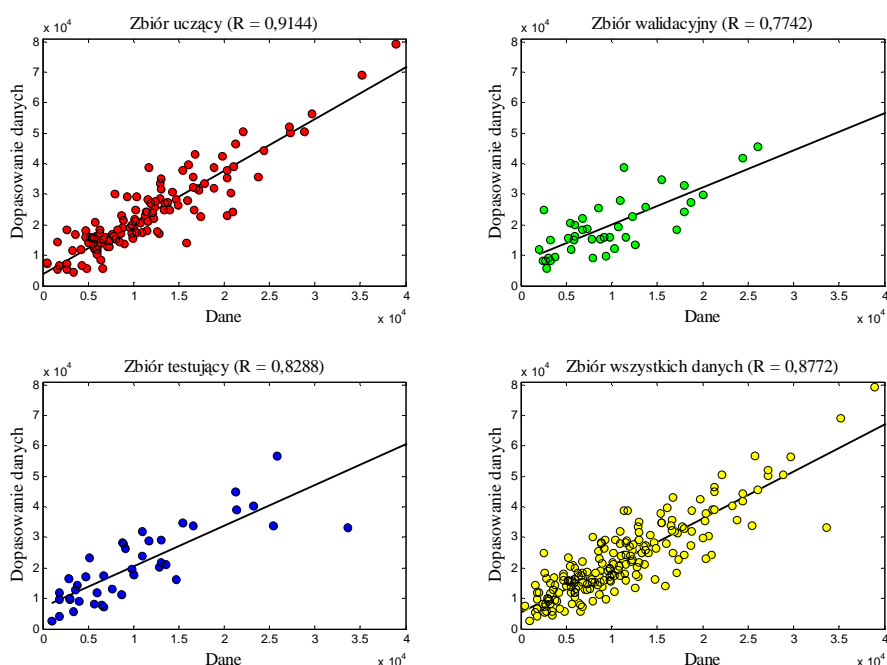 Zbiór uczący (R = 0,9144)
x 10^4
8
7
6
5
4
3
2
1
0
Dopasowanie danych
0 0.5 1 1.5 2 2.5 3 3.5 4
Dane
x 10^4
Zbiór walidacyjny (R = 0,7742)
x 10^4
8
7
6
5
4
3
2
1
0
Dopasowanie danych
0 0.5 1 1.5 2 2.5 3 3.5 4
Dane
x 10^4
Zbiór testujący (R = 0,8288)
x 10^4
8
7
6
5
4
3
2
1
0
Dopasowanie danych
0 0.5 1 1.5 2 2.5 3 3.5 4
Dane
x 10^4
Zbiór wszystkich danych (R = 0,8772)
x 10^4
8
7
6
5
4
3
2
1
0
Dopasowanie danych
0 0.5 1 1.5 2 2.5 3 3.5 4
Dane
x 10^4